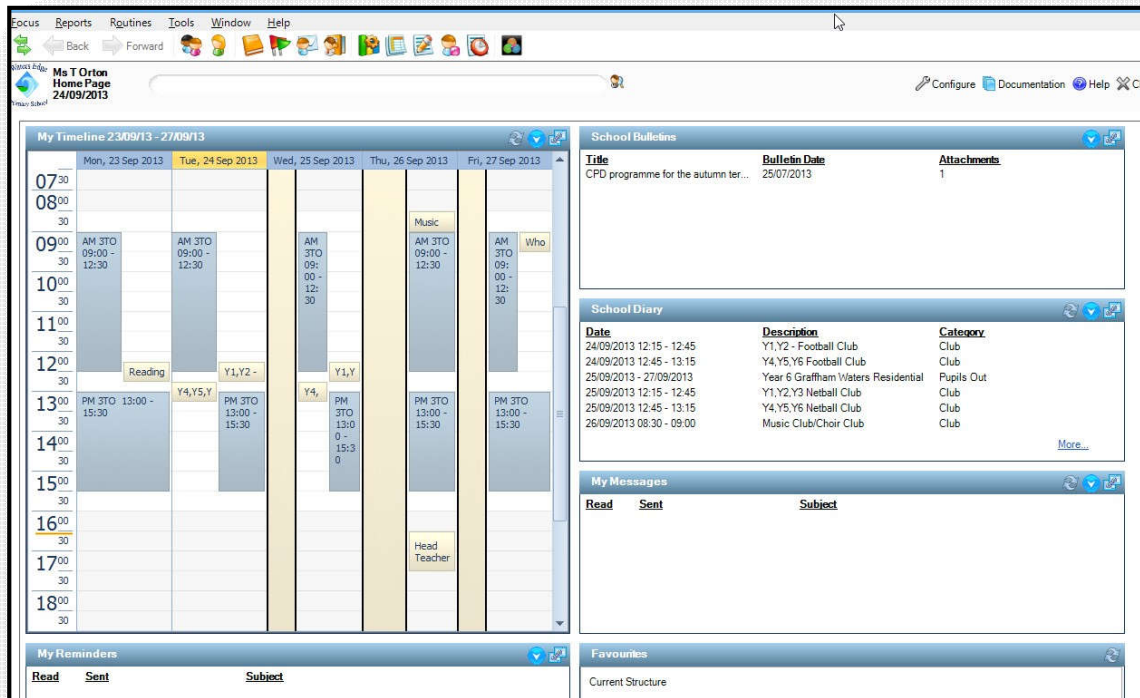 Focus Reports Routines Tools Window Help
Back Forward
Ms T Orton
Home Page
24/09/2013
Configure Documentation Help
My Timeline 23/09/13 - 27/09/13
Mon, 23 Sep 2013 Tue, 24 Sep 2013 Wed, 25 Sep 2013 Thu, 26 Sep 2013 Fri, 27 Sep 2013
07 30
08 00
30
Music
09 00
30
10 00
30
11 00
30
12 00
30
13 00
30
14 00
30
15 00
30
16 00
30
17 00
30
18 00
30
AM 3TO
09:00 -
12:30
Reading
PM 3TO 13:00 -
15:30
AM 3TO
09:00 -
12:30
Y1,Y2 -
Y4,Y5,Y
PM 3TO
13:00 -
15:30
AM
3TO
09:
00 -
12:
30
Y1,Y
Y4,
PM
3TO
13:0
0 -
15:3
0
AM 3TO
09:00 -
12:30
PM 3TO
13:00 -
15:30
Head
Teacher
AM
3TO
09:
00 -
12:
30
Who
PM 3TO
13:00 -
15:30
School Bulletins
Title Bulletin Date Attachments
CPD programme for the autumn ter... 25/07/2013 1
School Diary
Date Description Category
24/09/2013 12:15 - 12:45 Y1,Y2 - Football Club Club
24/09/2013 12:45 - 13:15 Y4,Y5,Y6 Football Club Club
25/09/2013 - 27/09/2013 Year 6 Graffham Waters Residential Pupils Out
25/09/2013 12:15 - 12:45 Y1,Y2,Y3 Netball Club Club
25/09/2013 12:45 - 13:15 Y4,Y5,Y6 Netball Club Club
26/09/2013 08:30 - 09:00 Music Club/Choir Club Club
More...
My Messages
Read Sent Subject
My Reminders
Read Sent Subject
Favourites
Current Structure